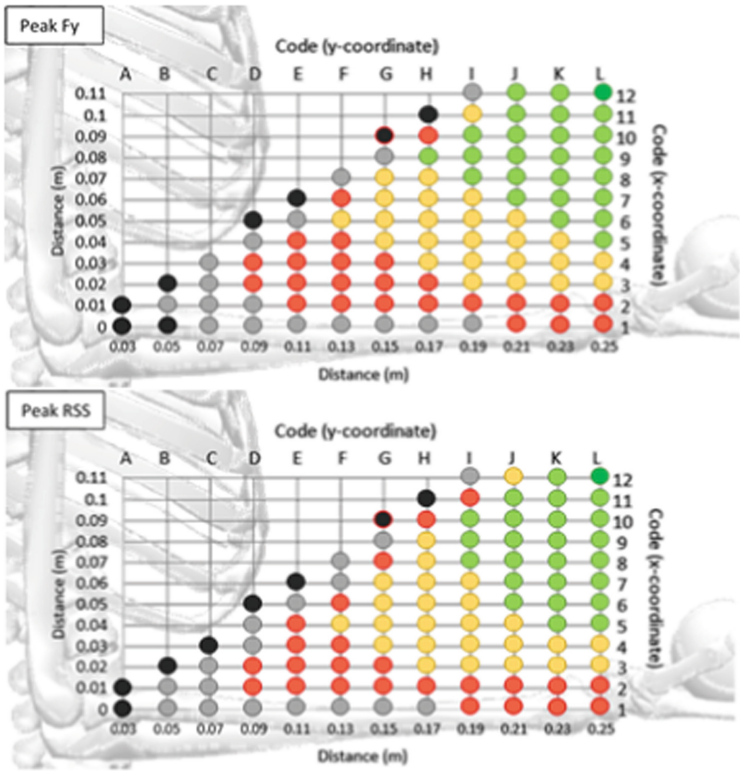 Peak Fy
Code (y-coordinate)
A B C D E F G H I J K L
0.11 12
0.1 11
0.09 10
0.08 9
0.07 8
0.06 7
0.05 6
0.04 5
0.03 4
0.02 3
0.01 2
0 1
0.03 0.05 0.07 0.09 0.11 0.13 0.15 0.17 0.19 0.21 0.23 0.25
Distance (m)
Distance (m)
Code (x-coordinate)
Peak RSS
Code (y-coordinate)
A B C D E F G H I J K L
0.11 12
0.1 11
0.09 10
0.08 9
0.07 8
0.06 7
0.05 6
0.04 5
0.03 4
0.02 3
0.01 2
0 1
0.03 0.05 0.07 0.09 0.11 0.13 0.15 0.17 0.19 0.21 0.23 0.25
Distance (m)
Distance (m)
Code (x-coordinate)